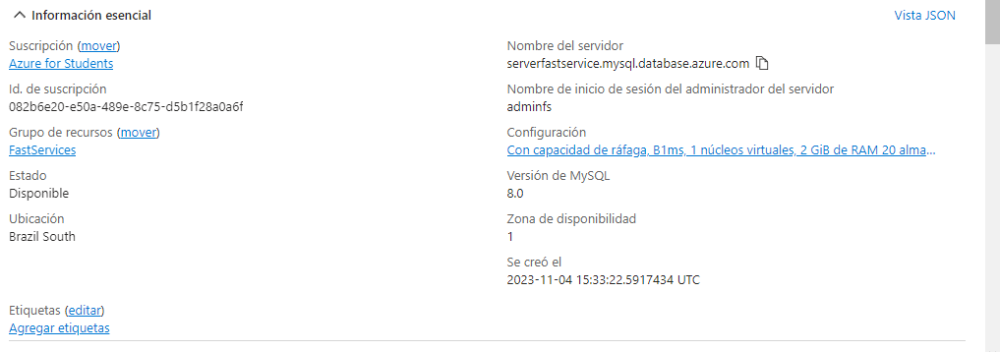 Información esencial
Vista JSON
Suscripción (mover)
Azure for Students
Id. de suscripción
082b6e20-e50a-489e-8c75-d5b1f28a0a6f
Grupo de recursos (mover)
FastServices
Estado
Disponible
Ubicación
Brazil South
Nombre del servidor
serverfastservice.mysql.database.azure.com
Nombre de inicio de sesión del administrador del servidor
adminfs
Configuración
Con capacidad de ráfaga, B1ms, 1 núcleos virtuales, 2 GiB de RAM 20 alma...
Versión de MySQL
8.0
Zona de disponibilidad
1
Se creó el
2023-11-04 15:33:22.5917434 UTC
Etiquetas (editar)
Agregar etiquetas